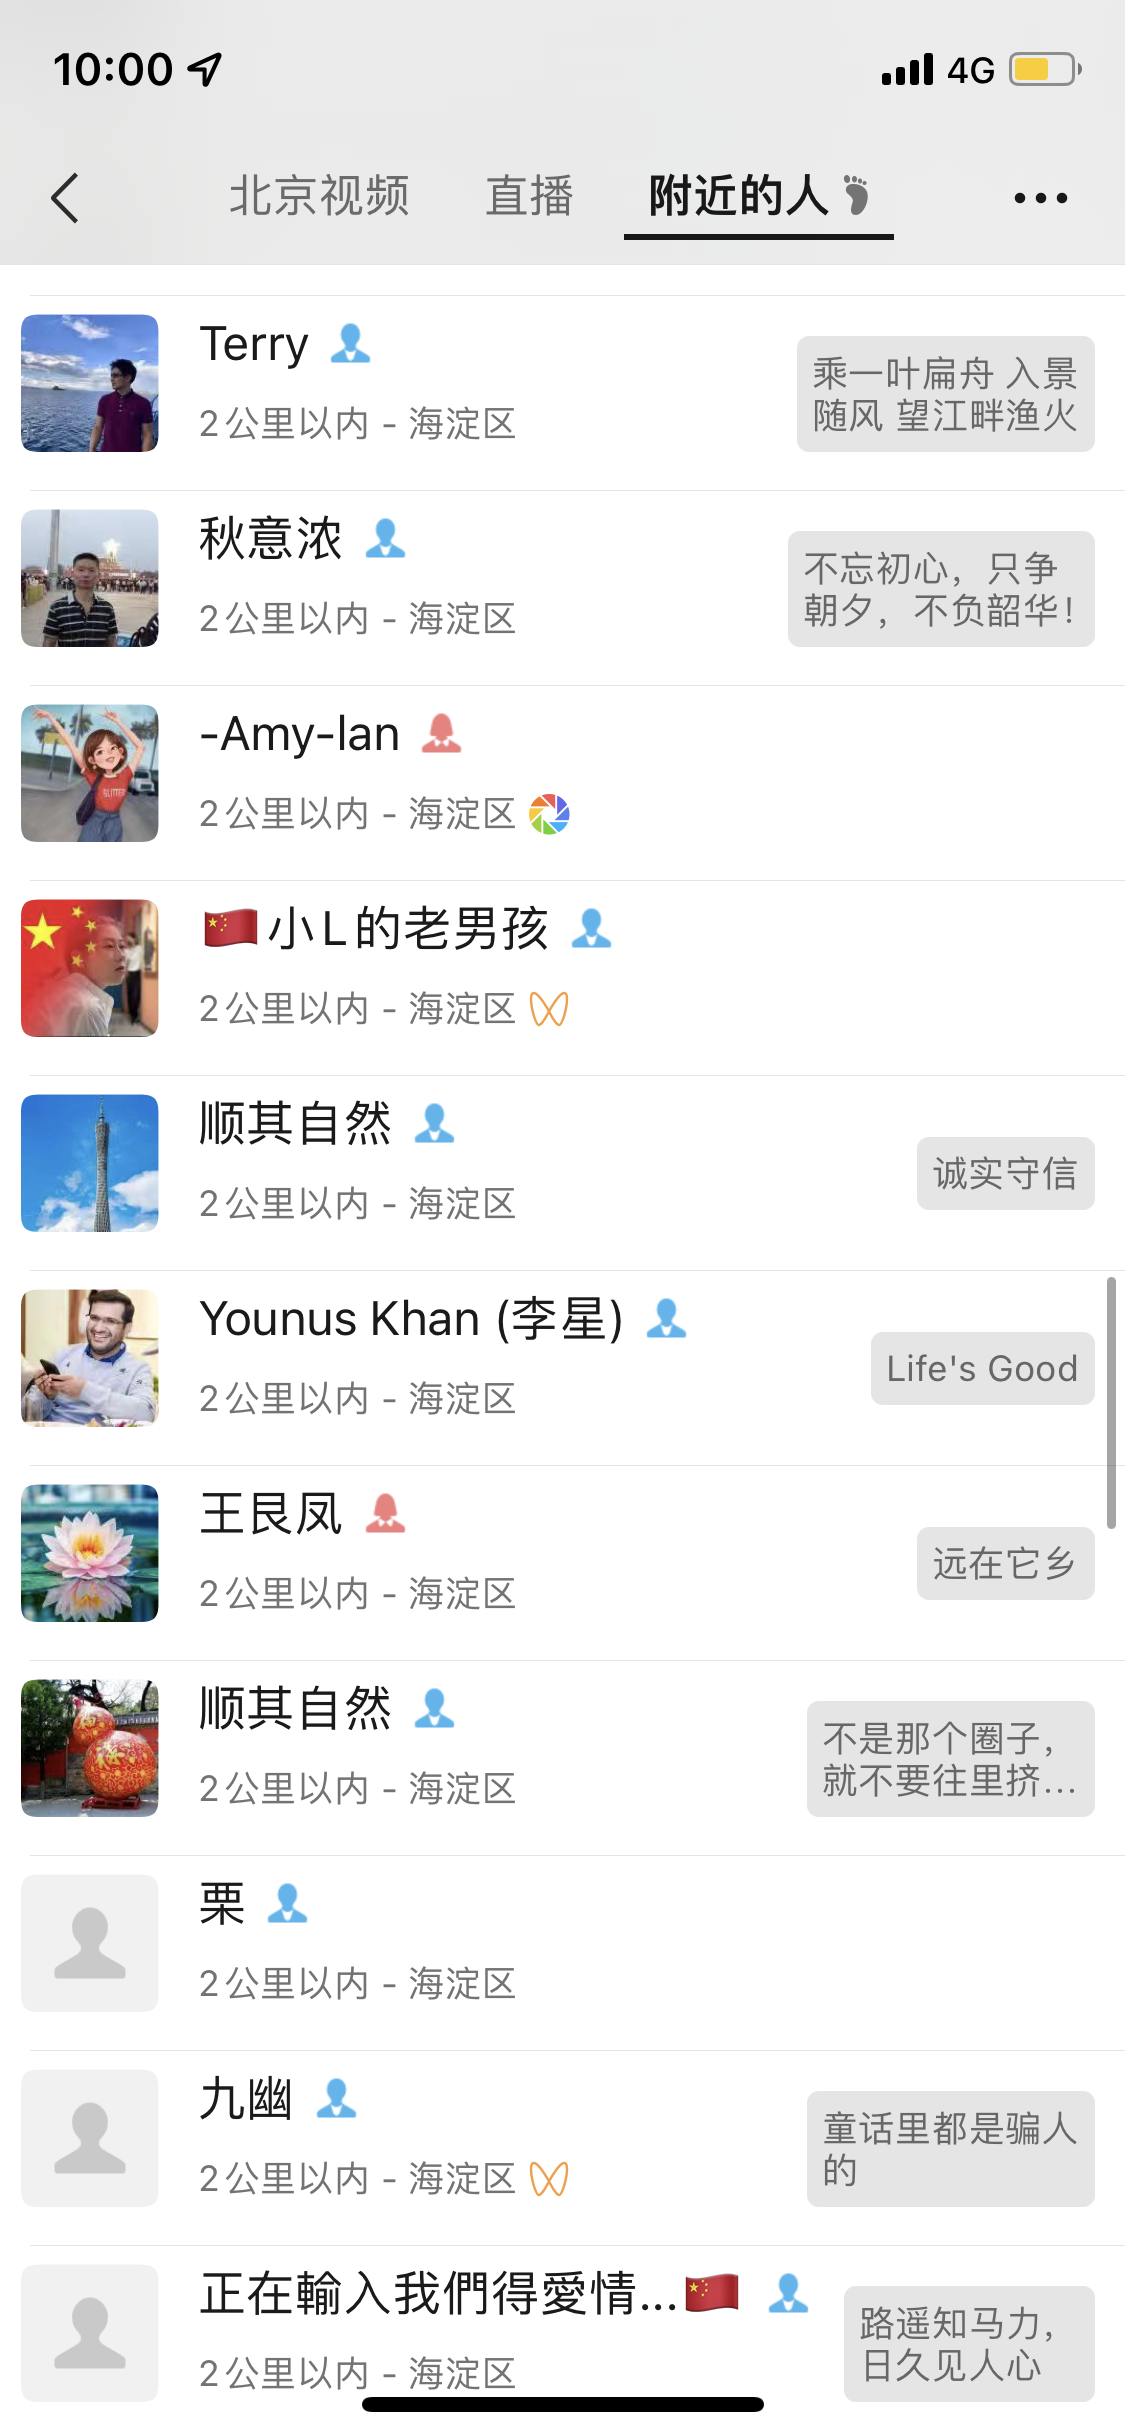 10:00
4G
北京视频 直播 附近的人
Terry
2公里以内 - 海淀区
乘一叶扁舟 入景
随风 望江畔渔火
秋意浓
2公里以内 - 海淀区
不忘初心，只争
朝夕，不负韶华！
-Amy-lan
2公里以内 - 海淀区
🇨🇳小L的老男孩
2公里以内 - 海淀区
顺其自然
2公里以内 - 海淀区
诚实守信
Younus Khan (李星)
2公里以内 - 海淀区
Life's Good
王艮凤
2公里以内 - 海淀区
远在它乡
顺其自然
2公里以内 - 海淀区
不是那个圈子，
就不要往里挤...
栗
2公里以内 - 海淀区
九幽
2公里以内 - 海淀区
童话里都是骗人
的
正在輸入我們得愛情...🇨🇳
2公里以内 - 海淀区
路遥知马力，
日久见人心